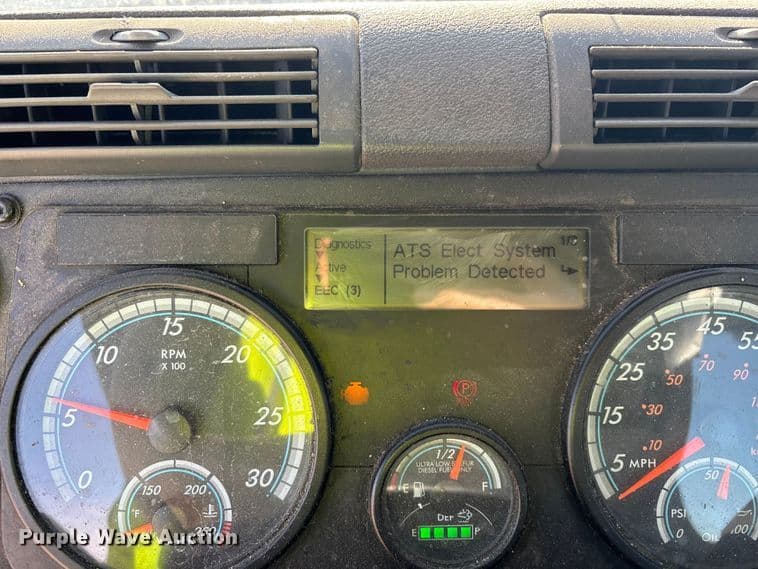 Diagnostics
Active
EEC (3)
ATS Elect System
Problem Detected
0
5
10
15
20
25
30
RPM
X 100
°F
150
200
1/2
ULTRA LOW SULFUR
DIESEL FUEL ONLY
E
F
DEF
E
F
5 MPH
15
25
35
45
55
10
30
50
70
90
PSI
0
50
100
OIL
Purple Wave Auction